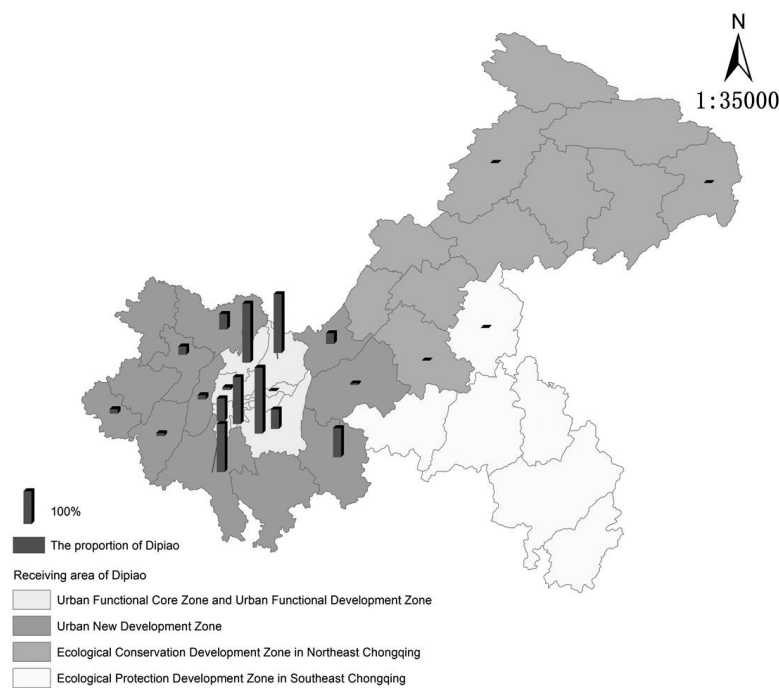 N
1:35000
100%
The proportion of Dipiao
Receiving area of Dipiao
Urban Functional Core Zone and Urban Functional Development Zone
Urban New Development Zone
Ecological Conservation Development Zone in Northeast Chongqing
Ecological Protection Development Zone in Southeast Chongqing